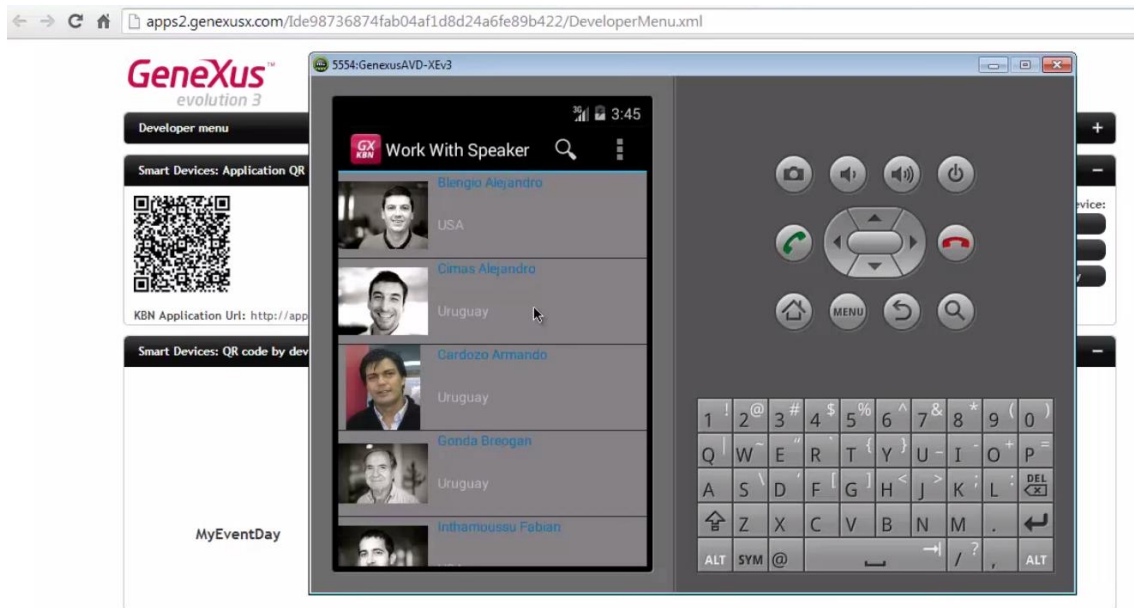 apps2.genexusx.com/Ide98736874fab04af1d8d24a6fe89b422/DeveloperMenu.xml
GeneXus™
evolution 3
5554:GenexusAVD-XEv3
Developer menu
+
Smart Devices: Application QR
–
KBN Application Url: http://app
evice:
Smart Devices: QR code by dev
–
MyEventDay
3G 3:45
GX KBN Work With Speaker
Blengio Alejandro
USA
Cimas Alejandro
Uruguay
Cardozo Armando
Uruguay
Gonda Breogan
Uruguay
Inthamoussu Fabian
MENU
1 ! 2 @ 3 # 4 $ 5 % 6 ^ 7 & 8 * 9 ( 0 )
Q | W ~ E " R ` T { Y } U _ I - O + P =
A S \ D ' F [ G ] H < J > K ; L : DEL
Z X C V B N M .
ALT SYM @ / ? , ALT